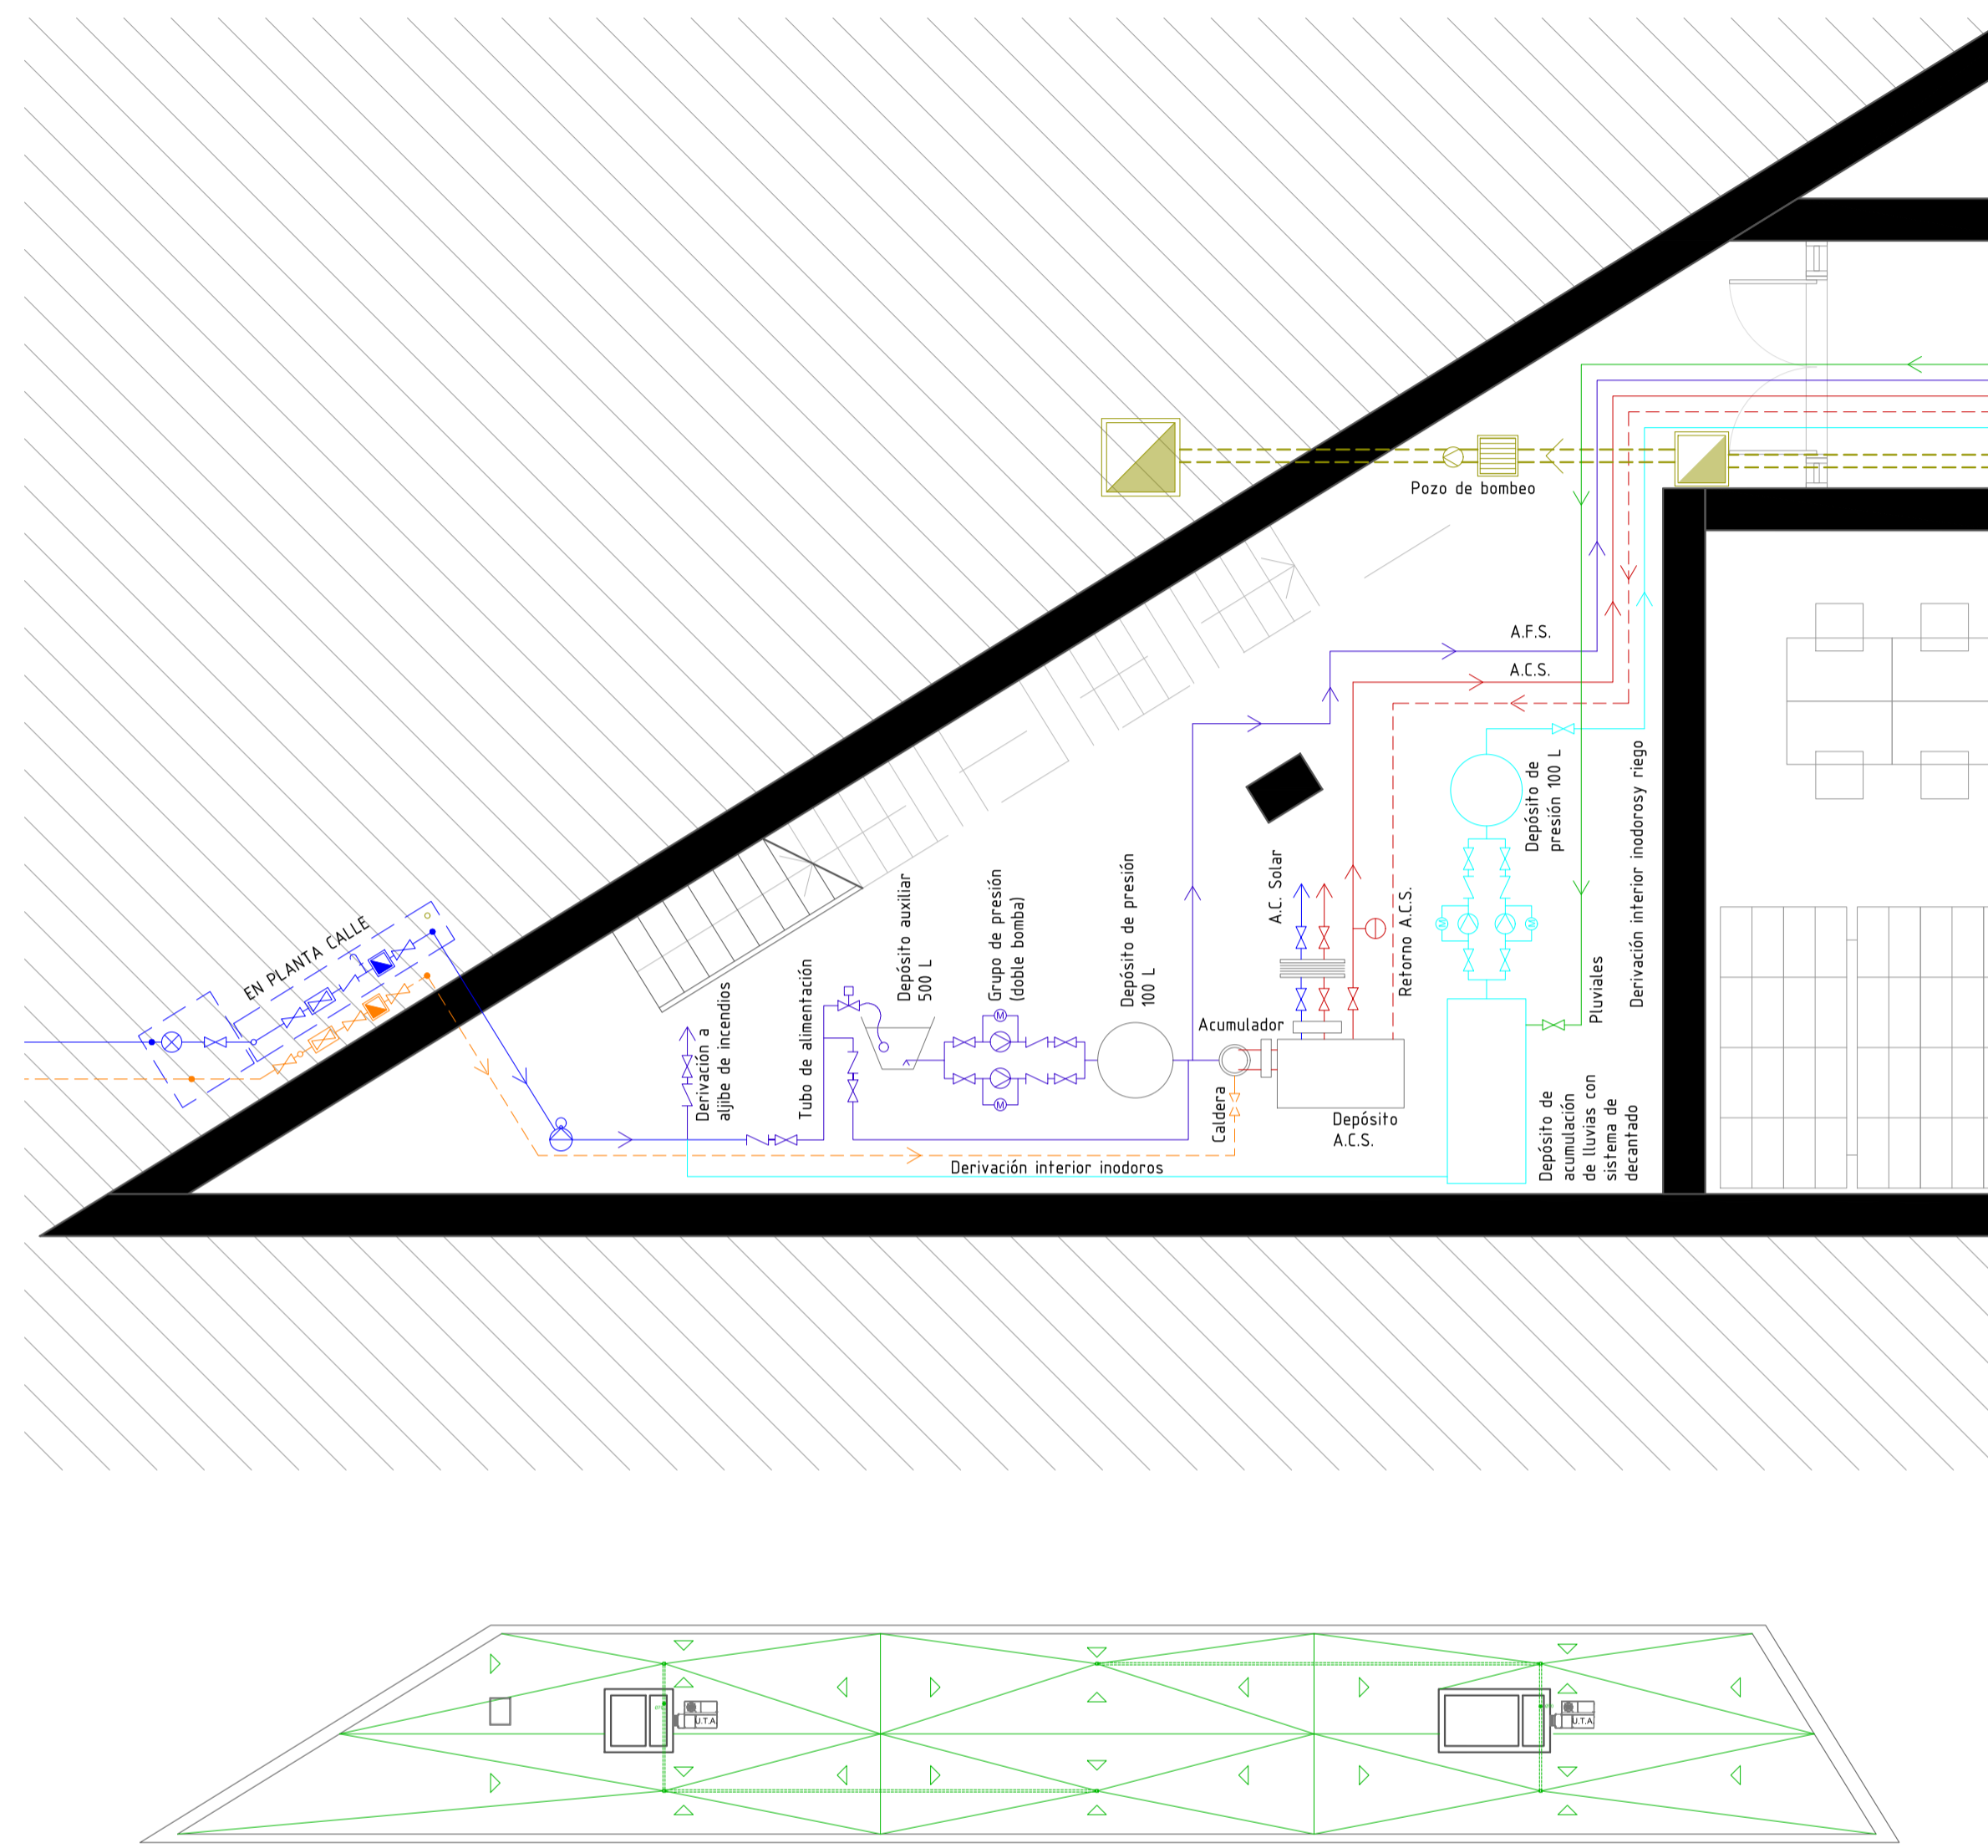 Pozo de bombeo
A.F.S.
A.C.S.
EN PLANTA CALLE
Derivación a
aljibe de incendios
Tubo de alimentación
Depósito auxiliar
500 L
Grupo de presión
(doble bomba)
M
M
Depósito de presión
100 L
Caldera
Acumulador
A.C. Solar
Depósito
A.C.S.
Retorno A.C.S.
M
M
Depósito de
presión 100 L
Pluviales
Derivación interior inodorosy riego
Depósito de
acumulación
de lluvias con
sistema de
decantado
Derivación interior inodoros
U.T.A
U.T.A